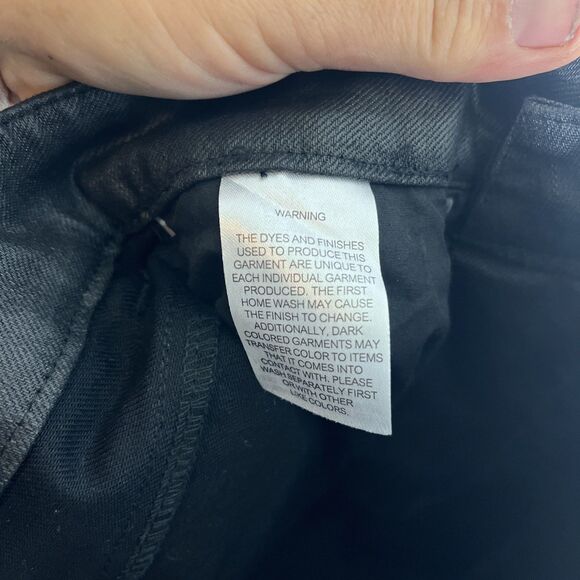 WARNING
THE DYES AND FINISHES
USED TO PRODUCE THIS
GARMENT ARE UNIQUE TO
EACH INDIVIDUAL GARMENT
PRODUCED. THE FIRST
HOME WASH MAY CAUSE
THE FINISH TO CHANGE.
ADDITIONALLY, DARK
COLORED GARMENTS MAY
TRANSFER COLOR TO ITEMS
THAT IT COMES INTO
CONTACT WITH. PLEASE
WASH SEPARATELY FIRST
OR WITH OTHER
LIKE COLORS.